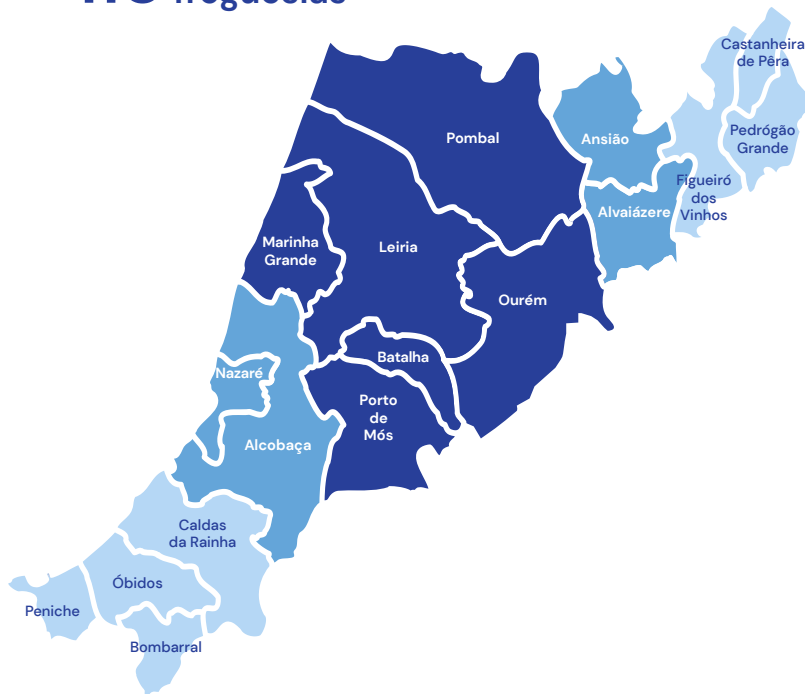 freguesias
Castanheira
de Pêra
Pombal
Ansião
Pedrógão
Grande
Figueiró
dos
Vinhos
Alvaiázere
Marinha
Grande
Leiria
Ourém
Batalha
Nazaré
Porto
de
Mós
Alcobaça
Caldas
da Rainha
Óbidos
Peniche
Bombarral